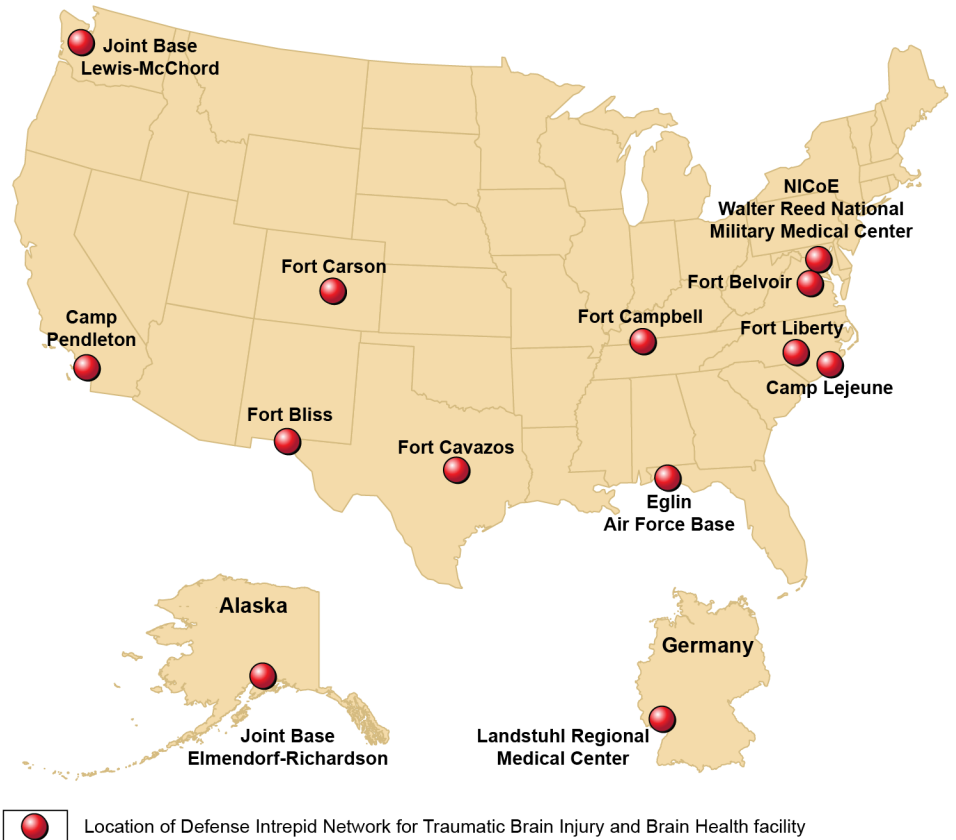 Joint Base
Lewis-McChord
NICoE
Walter Reed National
Military Medical Center
Fort Carson
Fort Belvoir
Camp
Pendleton
Fort Campbell
Fort Liberty
Camp Lejeune
Fort Bliss
Fort Cavazos
Eglin
Air Force Base
Alaska
Germany
Joint Base
Elmendorf-Richardson
Landstuhl Regional
Medical Center
Location of Defense Intrepid Network for Traumatic Brain Injury and Brain Health facility